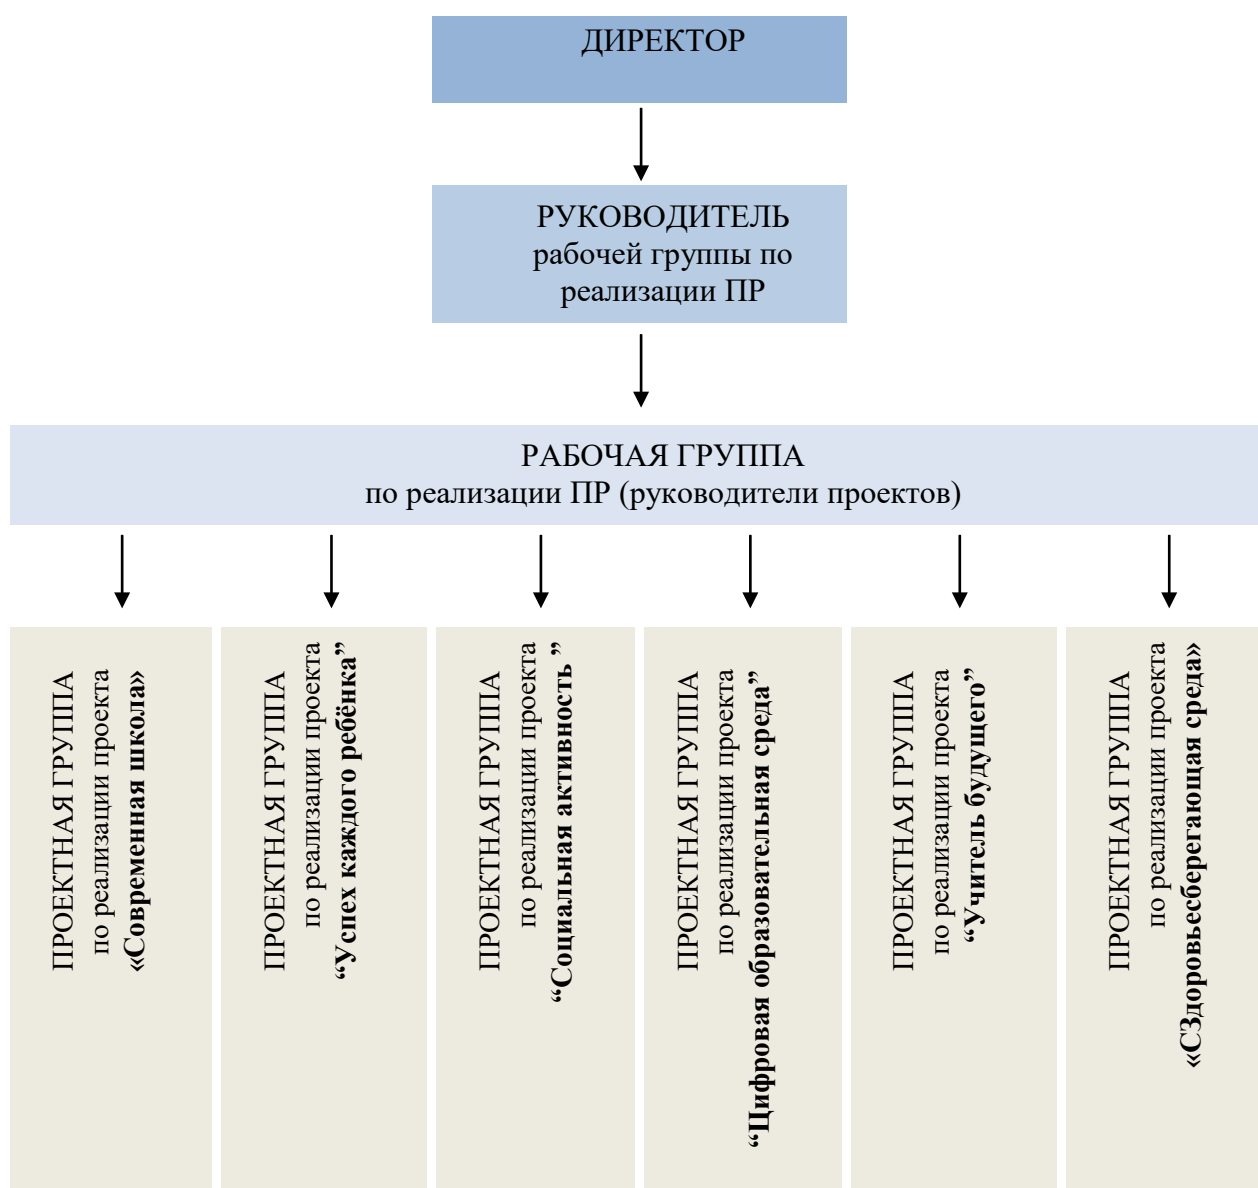 ДИРЕКТОР
РУКОВОДИТЕЛЬ
рабочей группы по
реализации ПР
РАБОЧАЯ ГРУППА
по реализации ПР (руководители проектов)
ПРОЕКТНАЯ ГРУППА
по реализации проекта
«Современная школа»
ПРОЕКТНАЯ ГРУППА
по реализации проекта
“Успех каждого ребёнка”
ПРОЕКТНАЯ ГРУППА
по реализации проекта
“Социальная активность ”
ПРОЕКТНАЯ ГРУППА
по реализации проекта
“Цифровая образовательная среда”
ПРОЕКТНАЯ ГРУППА
по реализации проекта
“Учитель будущего”
ПРОЕКТНАЯ ГРУППА
по реализации проекта
«СЗдоровьесберегающая среда»